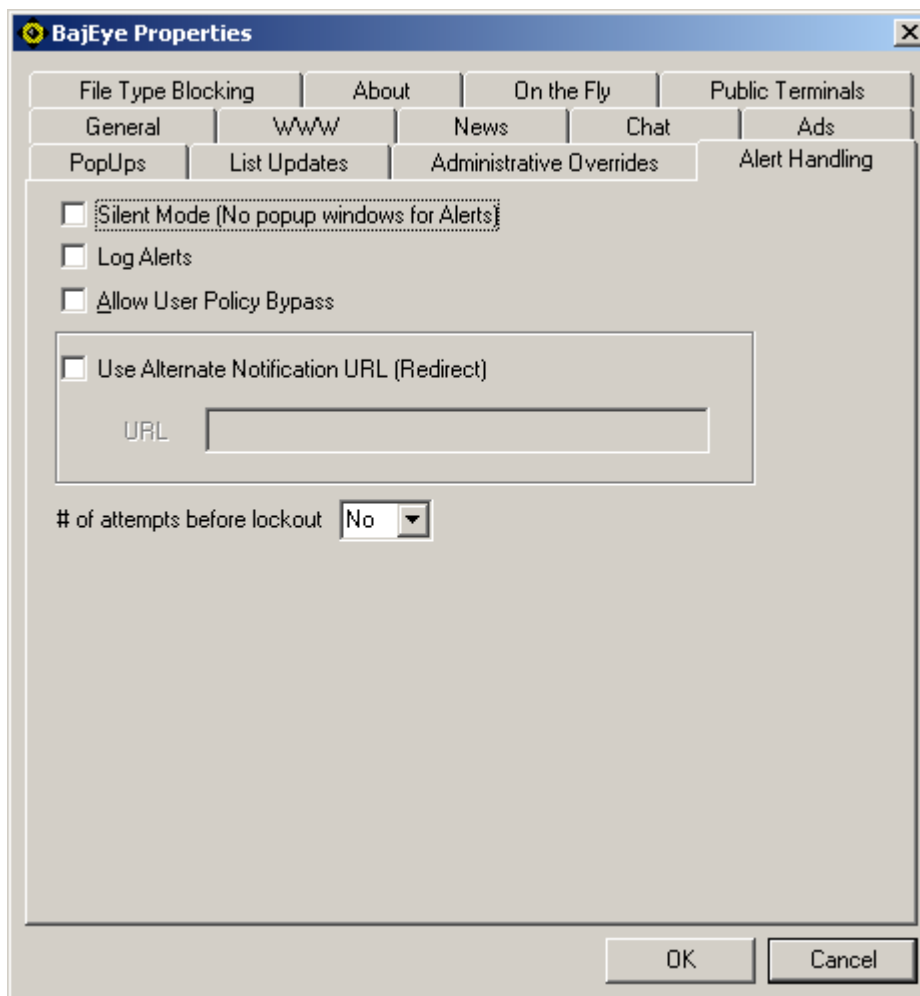 BajEye Properties
File Type Blocking About On the Fly Public Terminals
General WWW News Chat Ads
PopUps List Updates Administrative Overrides Alert Handling
Silent Mode (No popup windows for Alerts)
Log Alerts
Allow User Policy Bypass
Use Alternate Notification URL (Redirect)
URL
# of attempts before lockout No
OK Cancel